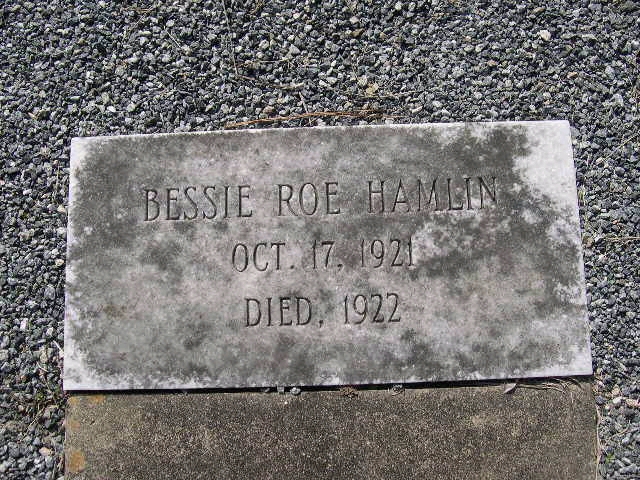 BESSIE ROE HAMLIN
OCT. 17, 1921
DIED, 1922